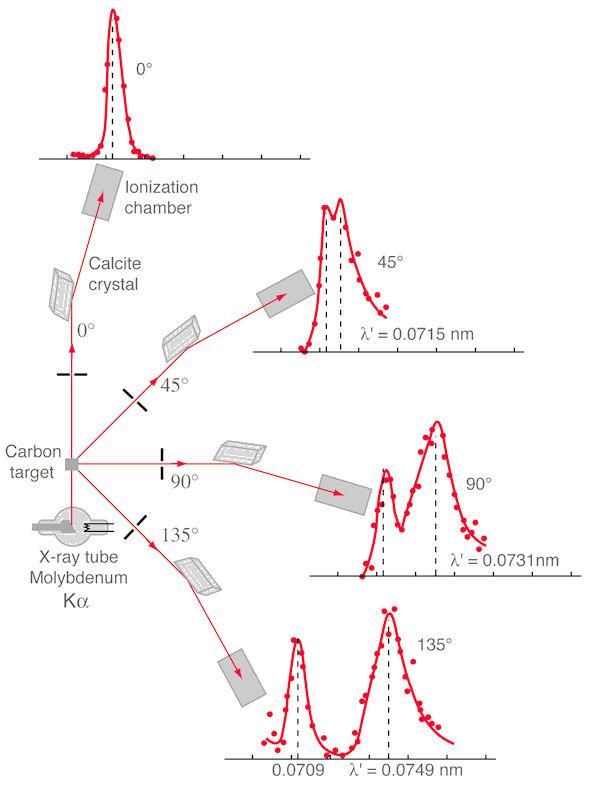 0°
Ionization
chamber
Calcite
crystal
0°
45°
λ' = 0.0715 nm
45°
Carbon
target
90°
90°
λ' = 0.0731nm
135°
X-ray tube
Molybdenum
Kα
135°
0.0709 λ' = 0.0749 nm